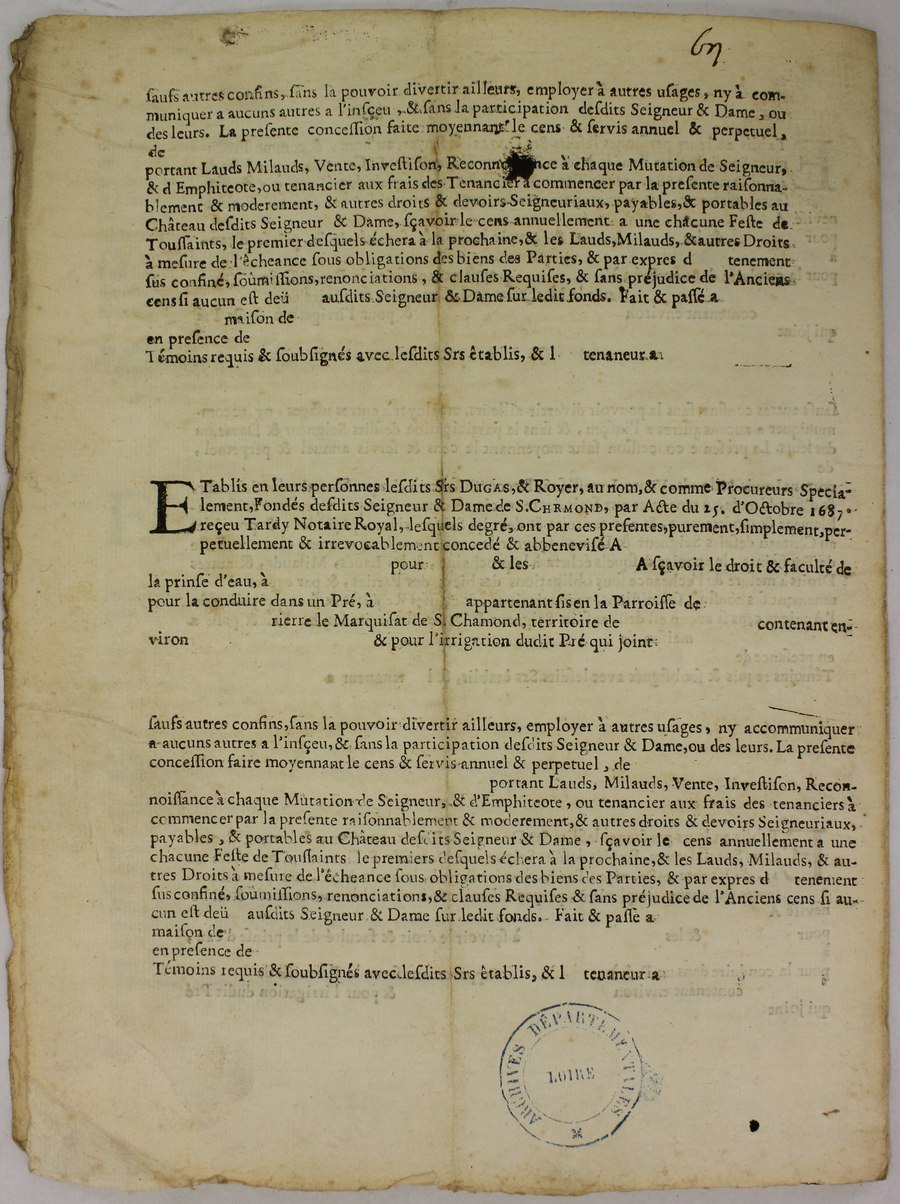 ſaufs autres confins, ſans la pouvoir divertir ailleurs, employer à autres uſages, ny à com-
muniquer a aucuns autres a l'inſçeu, & ſans la participation deſdits Seigneur & Dame, ou
des leurs. La preſente conceſſion faite moyennant le cens & ſervis annuel & perpetuel,
de
portant Lauds Milauds, Vente, Inveſtiſon, Reconn nce à chaque Mutation de Seigneur,
& d Emphiteote, ou tenancier aux frais des Tenancier à commencer par la preſente raiſonna-
blement & moderement, & autres droits & devoirs Seigneuriaux, payables, & portables au
Château deſdits Seigneur & Dame, ſçavoir le cens annuellement a une chacune Feſte de
Touſſaints, le premier deſquels échera à la prochaine, & les Lauds, Milauds, & autres Droits
à meſure de l'écheance ſous obligations des biens des Parties, & par expres d tenement
ſus confiné, ſoûmiſſions, renonciations, & clauſes Requiſes, & ſans préjudice de l'Anciens
cens ſi aucun eſt deü auſdits Seigneur & Dame ſur ledit fonds. Fait & paſſé a
maiſon de
en preſence de
Témoins requis & ſoubſignés avec leſdits Srs êtablis, & l tenaneur a
ETablis en leurs perſonnes leſdits Srs DUGAS, & Royer, au nom, & comme Procureurs Specia-
lement, Fondés deſdits Seigneur & Dame de S. CHRMOND, par Acte du 25. d'Octobre 1687.
reçeu Tardy Notaire Royal, leſquels degré, ont par ces preſentes, purement, ſimplement, per-
petuellement & irrevocablement concedé & abbeneviſé A
pour & les A ſçavoir le droit & faculté de
la prinſe d'eau, à
pour la conduire dans un Pré, à appartenant ſis en la Parroiſſe de
rierre le Marquiſat de S. Chamond, territoire de contenant en-
viron & pour l'irrigation dudit Pré qui joint
ſaufs autres confins, ſans la pouvoir divertir ailleurs, employer à autres uſages, ny accommuniquer
a aucuns autres a l'inſçeu, & ſans la participation deſdits Seigneur & Dame, ou des leurs. La preſente
conceſſion faire moyennant le cens & ſervis annuel & perpetuel, de
portant Lauds, Milauds, Vente, Inveſtiſon, Recon-
noiſſance à chaque Mutation de Seigneur, & d'Emphiteote, ou tenancier aux frais des tenanciers à
commencer par la preſente raiſonnablement & moderement, & autres droits & devoirs Seigneuriaux,
payables, & portables au Château deſdits Seigneur & Dame, ſçavoir le cens annuellement a une
chacune Feſte de Touſſaints le premiers deſquels échera à la prochaine, & les Lauds, Milauds, & au-
tres Droits à meſure de l'écheance ſous obligations des biens des Parties, & par expres d tenement
ſus confiné, ſoûmiſſions, renonciations, & clauſes Requiſes & ſans préjudice de l'Anciens cens ſi au-
cun eſt deü auſdits Seigneur & Dame ſur ledit fonds. Fait & paſſe a
maiſon de
en preſence de
Témoins requis & ſoubſignés avec leſdits Srs êtablis, & l tenaneur a
ARCHIVES DÉPARTEMENTALES
LOIRE